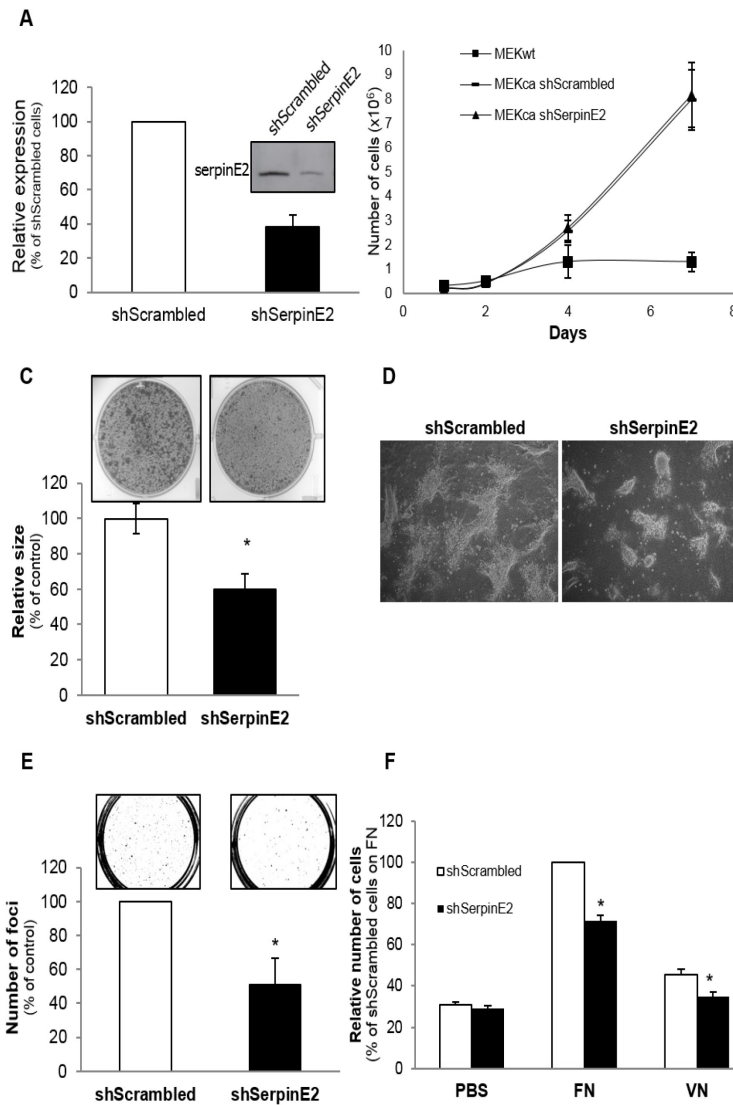 A
Relative expression
(% of shScrambled cells)
120
100
80
60
40
20
0
shScrambled
shSerpinE2
serpinE2
shScrambled
shSerpinE2
Number of cells (x10⁶)
10
9
8
7
6
5
4
3
2
1
0
0
2
4
6
8
Days
MEKwt
MEKca shScrambled
MEKca shSerpinE2
C
Relative size
(% of control)
120
100
80
60
40
20
0
*
shScrambled
shSerpinE2
D
shScrambled
shSerpinE2
E
Number of foci
(% of control)
120
100
80
60
40
20
0
*
shScrambled
shSerpinE2
F
Relative number of cells
(% of shScrambled cells on FN)
120
100
80
60
40
20
0
shScrambled
shSerpinE2
*
*
PBS
FN
VN